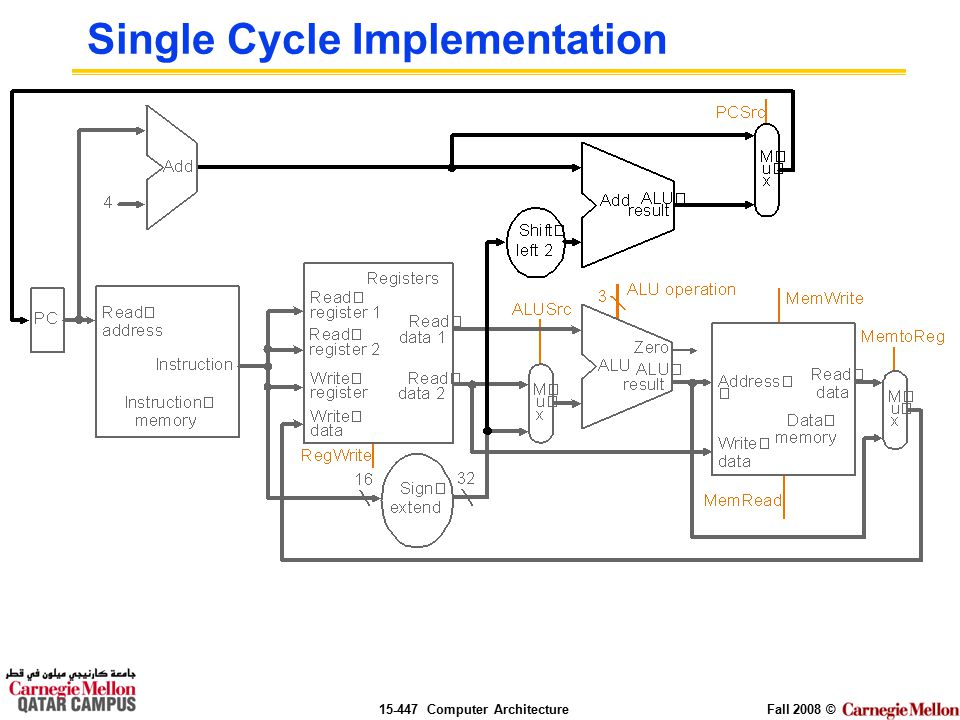 Single Cycle Implementation
PCSrc
M□
u□
x
Add
4
Add
ALU□
result
Shift□
left 2
PC
Read□
address
Instruction
Instruction□
memory
Registers
Read□
register 1
Read□
register 2
Write□
register
Write□
data
Read□
data 1
Read□
data 2
RegWrite
16
Sign□
extend
32
ALUSrc
M□
u□
x
3
ALU operation
Zero
ALU
ALU□
result
MemWrite
Address□
□
Read□
data
Data□
memory
Write□
data
MemRead
MemtoReg
M□
u□
x
جامعة كارنيجي ميلون في قطر
Carnegie Mellon
QATAR CAMPUS
15-447 Computer Architecture
Fall 2008 ©
Carnegie Mellon